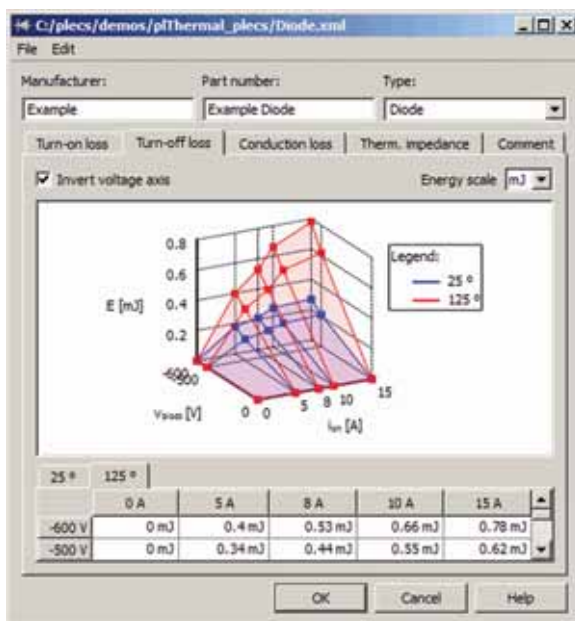 C:/plecs/demos/plThermal_plecs/Diode.xml
File Edit
Manufacturer: Part number: Type:
Example Example Diode Diode
Turn-on loss Turn-off loss Conduction loss Therm. impedance Comment
Invert voltage axis Energy scale mJ
0.8
0.6
0.4
0.2
E [mJ]
Legend:
25 °
125 °
-600
-500
0 0 5 8 10 15
[V] [A]
25 ° 125 °
0 A 5 A 8 A 10 A 15 A
-600 V 0 mJ 0.4 mJ 0.53 mJ 0.66 mJ 0.78 mJ
-500 V 0 mJ 0.34 mJ 0.44 mJ 0.55 mJ 0.62 mJ
OK Cancel Help